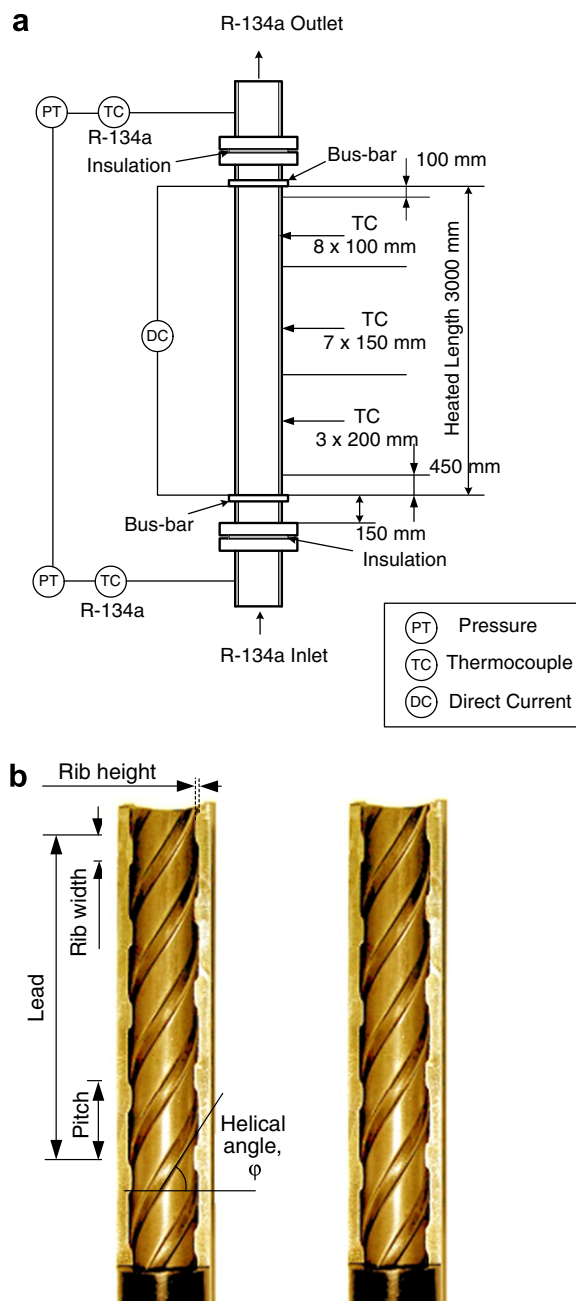 a
R-134a Outlet
PT
TC
R-134a
Insulation
Bus-bar
100 mm
TC
8 x 100 mm
DC
TC
7 x 150 mm
Heated Length 3000 mm
TC
3 x 200 mm
450 mm
Bus-bar
150 mm
Insulation
PT
TC
R-134a
R-134a Inlet
PT Pressure
TC Thermocouple
DC Direct Current
b
Rib height
Rib width
Lead
Pitch
Helical
angle,
φ